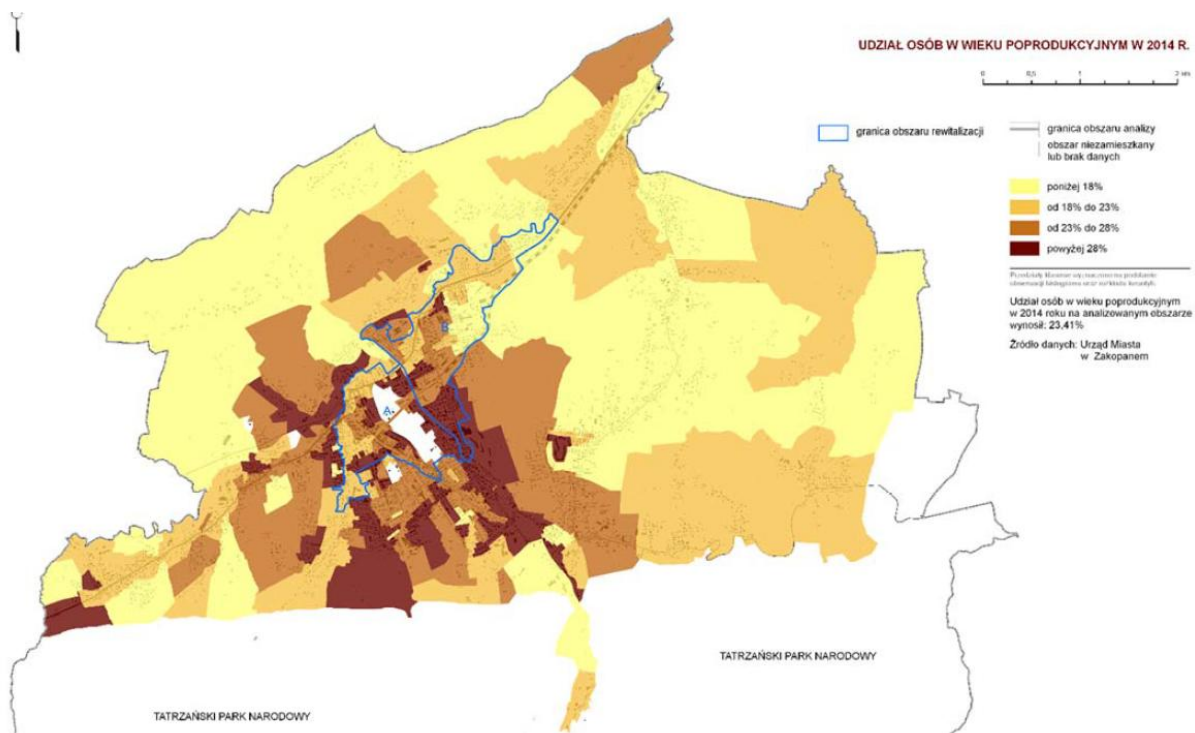 UDZIAŁ OSÓB W WIEKU POPRODUKCYJNYM W 2014 R.
0 0,5 1 2 km
granica obszaru rewitalizacji
granica obszaru analizy
obszar niezamieszkany
lub brak danych
poniżej 18%
od 18% do 23%
od 23% do 28%
powyżej 28%
Udział osób w wieku poprodukcyjnym
w 2014 roku na analizowanym obszarze
wynosił: 23,41%
Źródło danych: Urząd Miasta
w Zakopanem
B
A
TATRZAŃSKI PARK NARODOWY
TATRZAŃSKI PARK NARODOWY